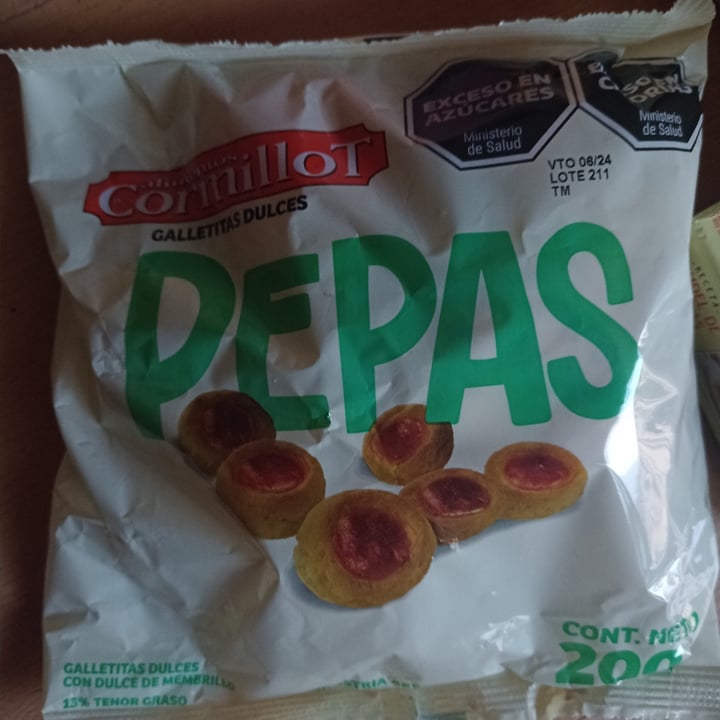 EXCESO EN
AZÚCARES
Ministerio
de Salud
Ministerio
de Salud
VTO 06/24
LOTE 211
TM
Cormillot
GALLETITAS DULCES
PEPAS
CONT. NETO
200
GALLETITAS DULCES
CON DULCE DE MEMBRILLO
13% TENOR GRASO